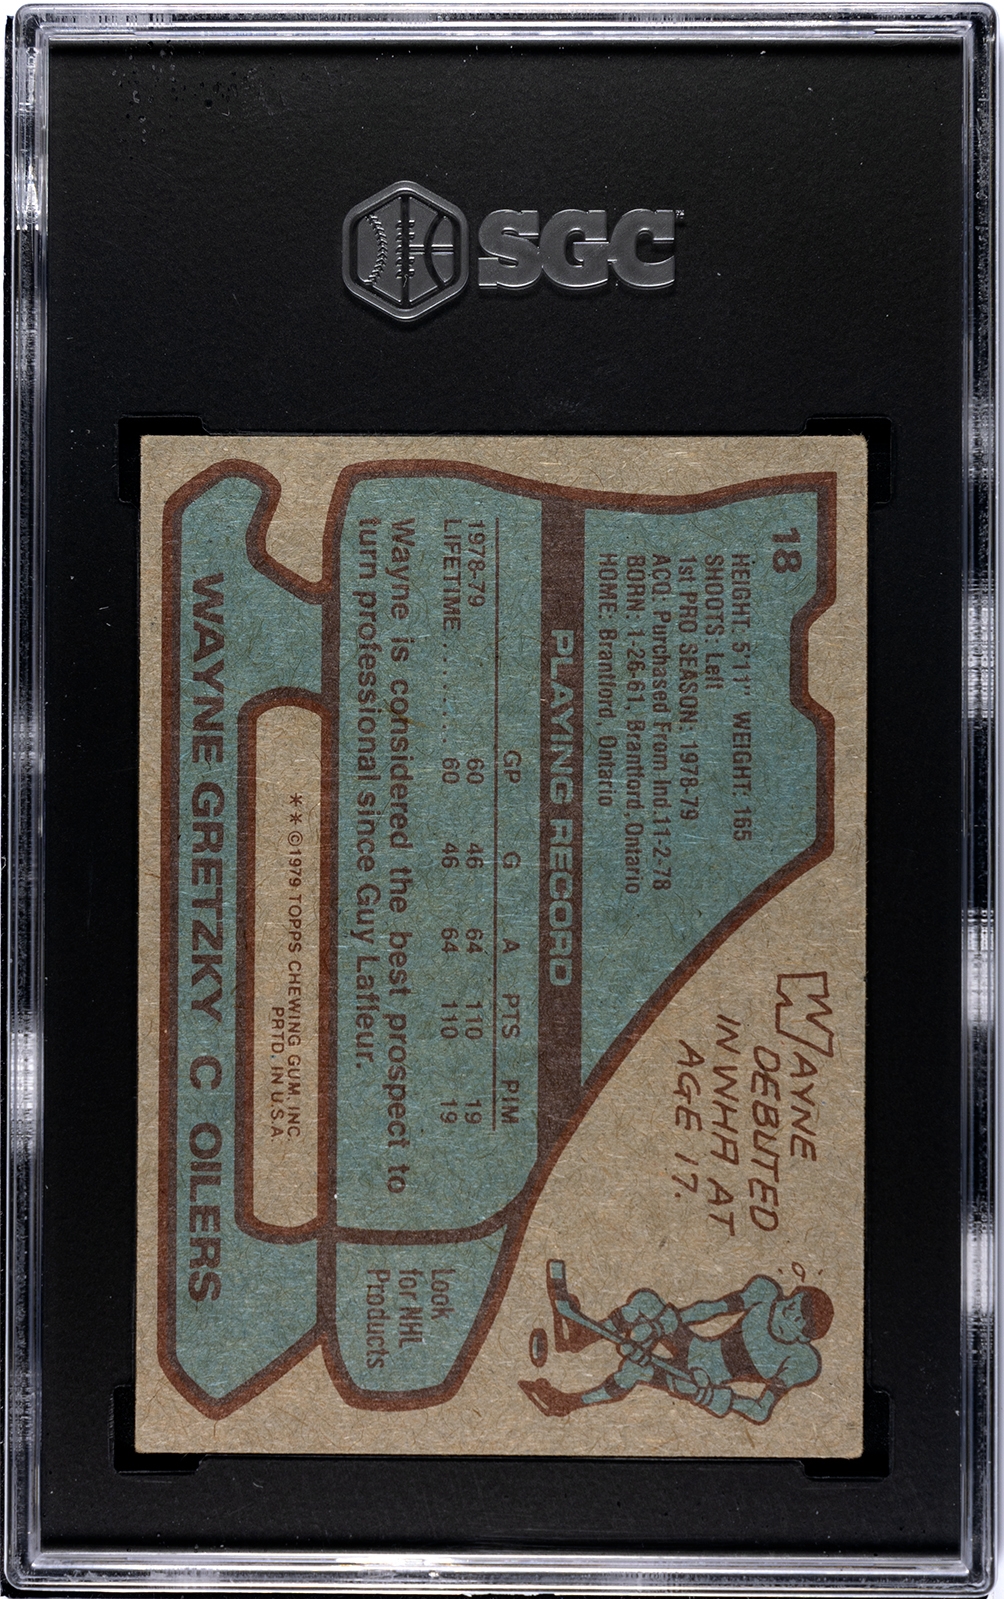 SGC™
18
HEIGHT: 5'11" WEIGHT: 165
SHOOTS: Left
1st PRO SEASON: 1978-79
ACQ: Purchased From Ind. 11-2-78
BORN: 1-26-61, Brantford, Ontario
HOME: Brantford, Ontario
WAYNE
DEBUTED
IN WHA AT
AGE 17.
PLAYING RECORD
GP G A PTS PIM
1978-79 60 46 64 110 19
LIFETIME ......... 60 46 64 110 19
Wayne is considered the best prospect to
turn professional since Guy Lafleur.
Look
for NHL
Products
**©1979 TOPPS CHEWING GUM, INC.
PRTD. IN U.S.A.
WAYNE GRETZKY C OILERS